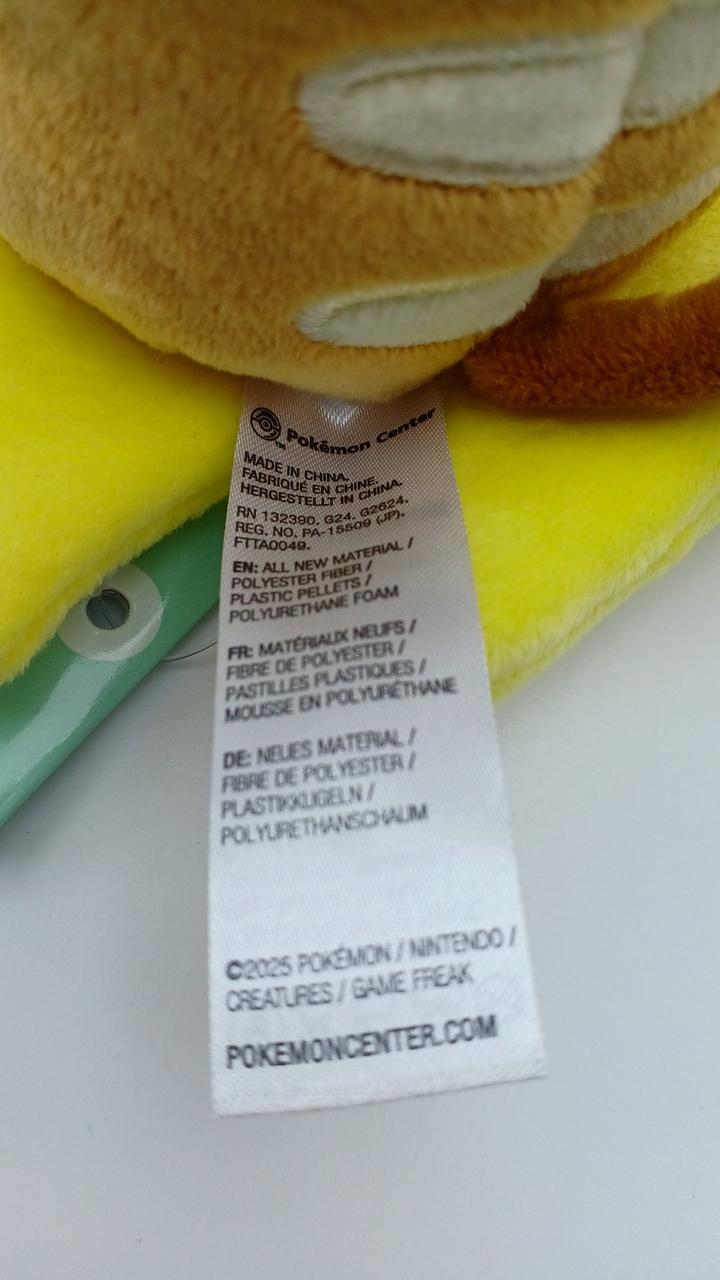 Pokémon Center
MADE IN CHINA.
FABRIQUÉ EN CHINE.
HERGESTELLT IN CHINA.
RN 132390. G24. G2624.
REG. NO. PA-15509 (JP).
FTTA0049.
EN: ALL NEW MATERIAL /
POLYESTER FIBER /
PLASTIC PELLETS /
POLYURETHANE FOAM
FR: MATÉRIAUX NEUFS /
FIBRE DE POLYESTER /
PASTILLES PLASTIQUES /
MOUSSE EN POLYURÉTHANE
DE: NEUES MATERIAL /
FIBRE DE POLYESTER /
PLASTIKKUGELN /
POLYURETHANSCHAUM
©2025 POKÉMON / NINTENDO /
CREATURES / GAME FREAK
POKEMONCENTER.COM